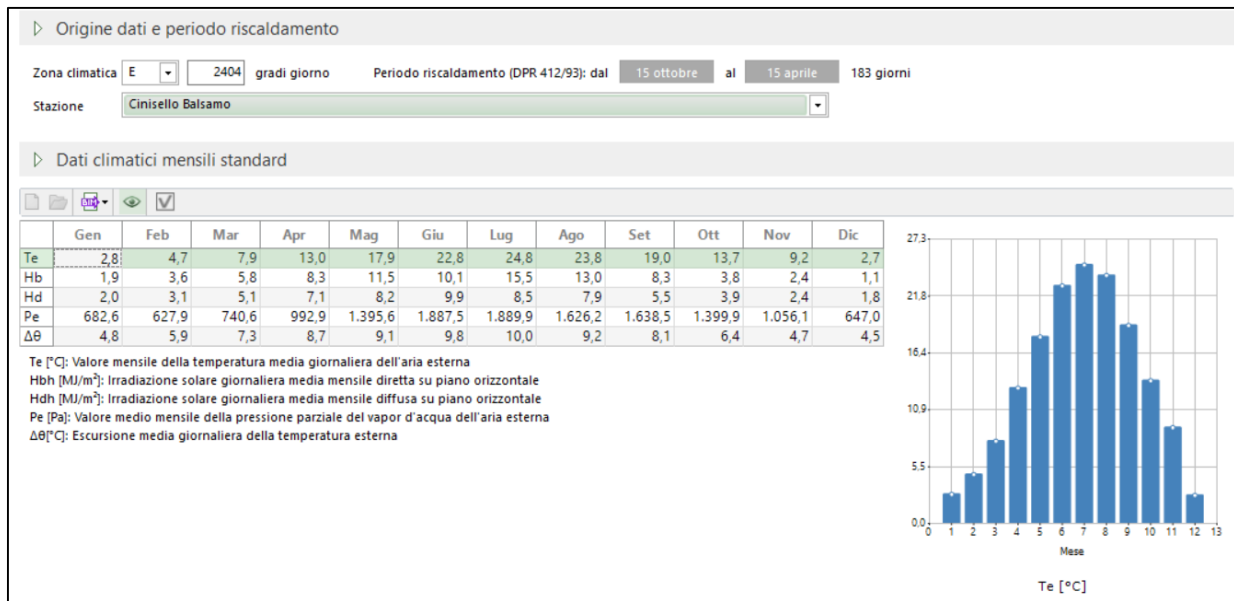 Origine dati e periodo riscaldamento
Zona climatica E 2404 gradi giorno Periodo riscaldamento (DPR 412/93): dal 15 ottobre al 15 aprile 183 giorni
Stazione Cinisello Balsamo
Dati climatici mensili standard
Gen Feb Mar Apr Mag Giu Lug Ago Set Ott Nov Dic
Te 2,8 4,7 7,9 13,0 17,9 22,8 24,8 23,8 19,0 13,7 9,2 2,7
Hb 1,9 3,6 5,8 8,3 11,5 10,1 15,5 13,0 8,3 3,8 2,4 1,1
Hd 2,0 3,1 5,1 7,1 8,2 9,9 8,5 7,9 5,5 3,9 2,4 1,8
Pe 682,6 627,9 740,6 992,9 1.395,6 1.887,5 1.889,9 1.626,2 1.638,5 1.399,9 1.056,1 647,0
Δθ 4,8 5,9 7,3 8,7 9,1 9,8 10,0 9,2 8,1 6,4 4,7 4,5
Te [°C]: Valore mensile della temperatura media giornaliera dell'aria esterna
Hbh [MJ/m²]: Irradiazione solare giornaliera media mensile diretta su piano orizzontale
Hdh [MJ/m²]: Irradiazione solare giornaliera media mensile diffusa su piano orizzontale
Pe [Pa]: Valore medio mensile della pressione parziale del vapor d'acqua dell'aria esterna
Δθ[°C]: Escursione media giornaliera della temperatura esterna
27,3
21,8
16,4
10,9
5,5
0,0
0 1 2 3 4 5 6 7 8 9 10 11 12 13
Mese
Te [°C]